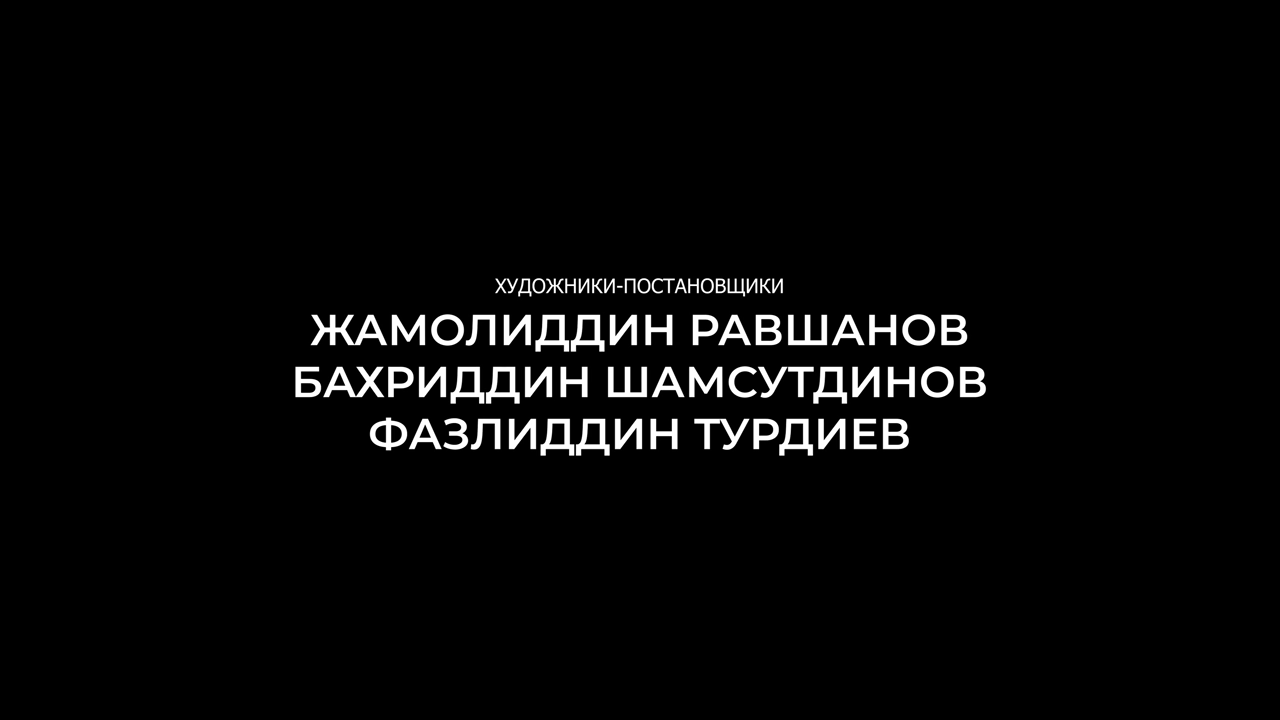 ХУДОЖНИКИ-ПОСТАНОВЩИКИ
ЖАМОЛИДДИН РАВШАНОВ
БАХРИДДИН ШАМСУТДИНОВ
ФАЗЛИДДИН ТУРДИЕВ